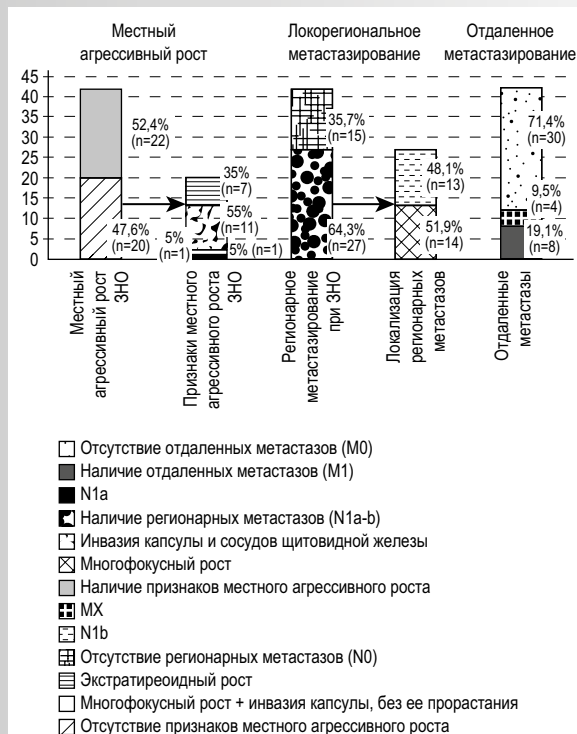 Местный
агрессивный рост
Локорегиональное
метастазирование
Отдаленное
метастазирование
45
40
35
30
25
20
15
10
5
0
52,4%
(n=22)
47,6%
(n=20)
35%
(n=7)
55%
(n=11)
5%
(n=1)
5% (n=1)
35,7%
(n=15)
64,3%
(n=27)
48,1%
(n=13)
51,9%
(n=14)
71,4%
(n=30)
9,5%
(n=4)
19,1%
(n=8)
Местный
агрессивный рост
ЗНО
Признаки местного
агрессивного роста
ЗНО
Регионарное
метастазирование
при ЗНО
Локализация
регионарных
метастазов
Отдаленные
метастазы
Отсутствие отдаленных метастазов (M0)
Наличие отдаленных метастазов (M1)
N1a
Наличие регионарных метастазов (N1a-b)
Инвазия капсулы и сосудов щитовидной железы
Многофокусный рост
Наличие признаков местного агрессивного роста
MX
N1b
Отсутствие регионарных метастазов (N0)
Экстратиреоидный рост
Многофокусный рост + инвазия капсулы, без ее прорастания
Отсутствие признаков местного агрессивного роста